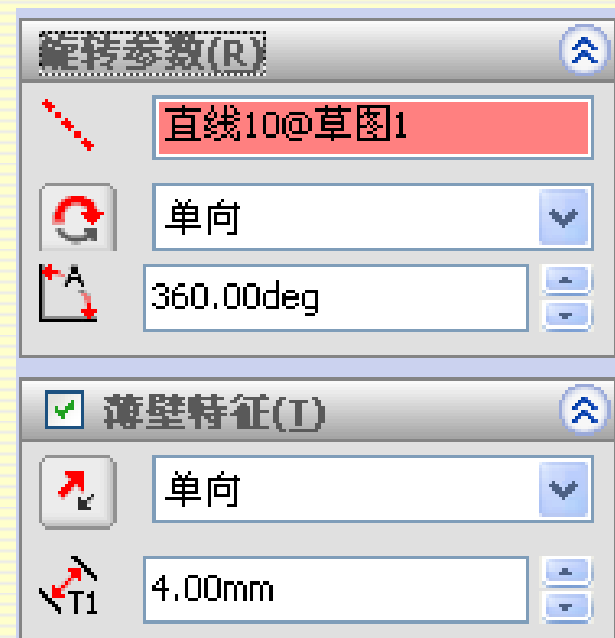 旋转参数(R)
直线10@草图1
单向
A
360.00deg
薄壁特征(T)
单向
T1
4.00mm